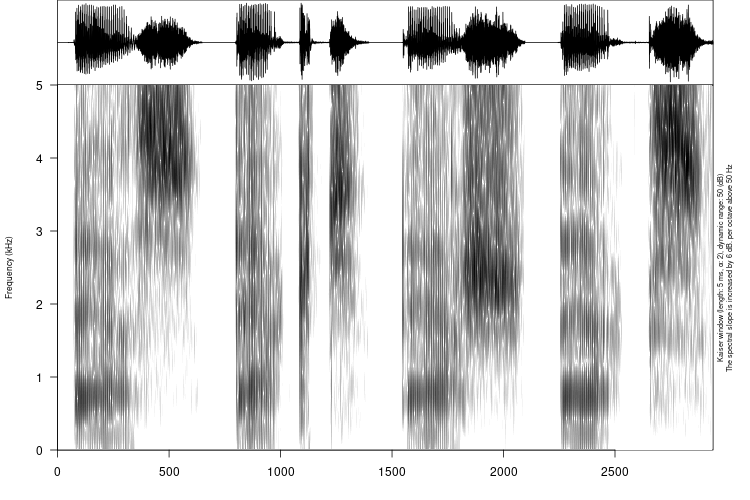 5
4
3
2
1
0
Frequency (kHz)
0 500 1000 1500 2000 2500
Kaiser window (length: 5 ms, α: 2), dynamic range: 50 (dB)
The spectral slope is increased by 6 dB per octave above 50 Hz